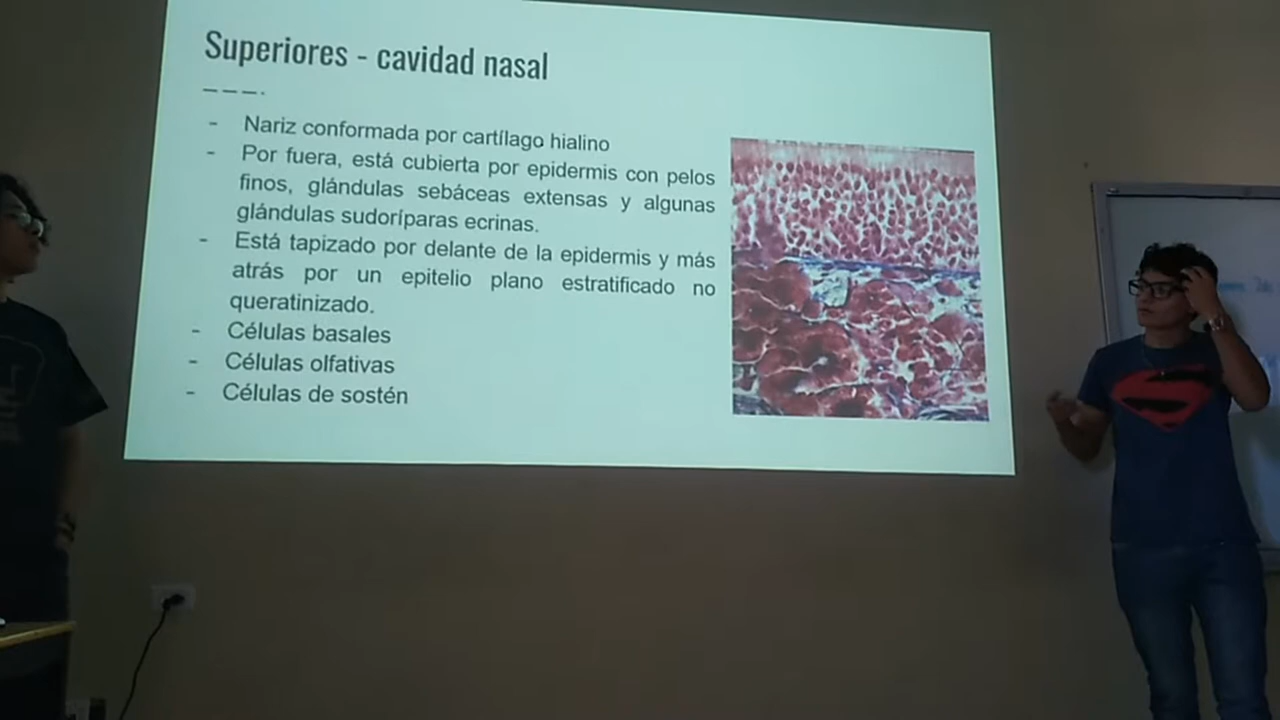 Superiores - cavidad nasal
- Nariz conformada por cartílago hialino
- Por fuera, está cubierta por epidermis con pelos
finos, glándulas sebáceas extensas y algunas
glándulas sudoríparas ecrinas.
- Está tapizado por delante de la epidermis y más
atrás por un epitelio plano estratificado no
queratinizado.
- Células basales
- Células olfativas
- Células de sostén